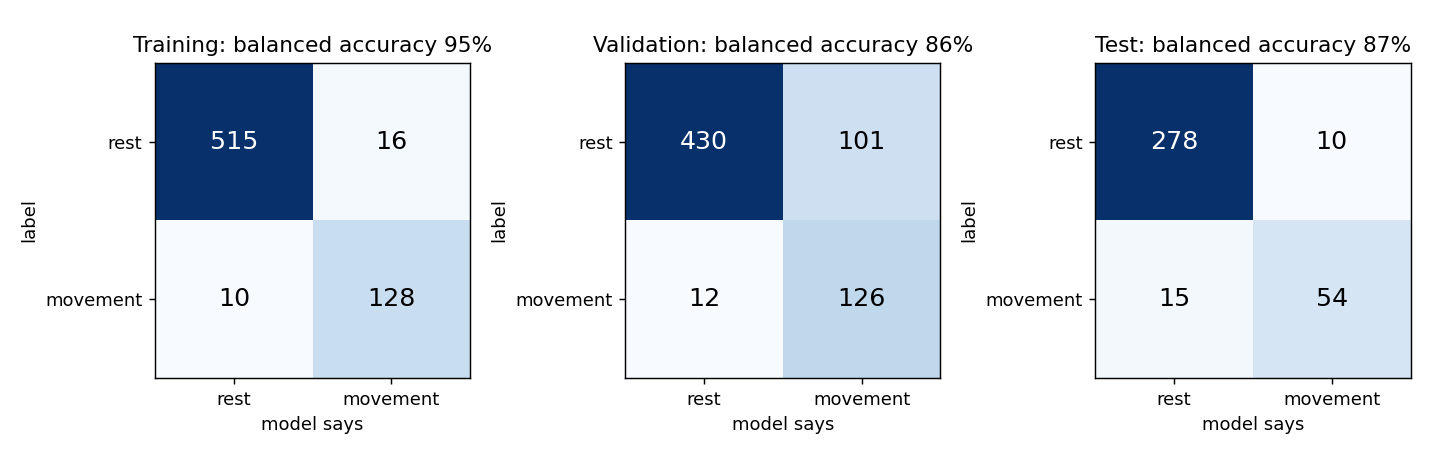 Training: balanced accuracy 95%
label
rest
movement
515
16
10
128
rest
movement
model says
Validation: balanced accuracy 86%
label
rest
movement
430
101
12
126
rest
movement
model says
Test: balanced accuracy 87%
label
rest
movement
278
10
15
54
rest
movement
model says